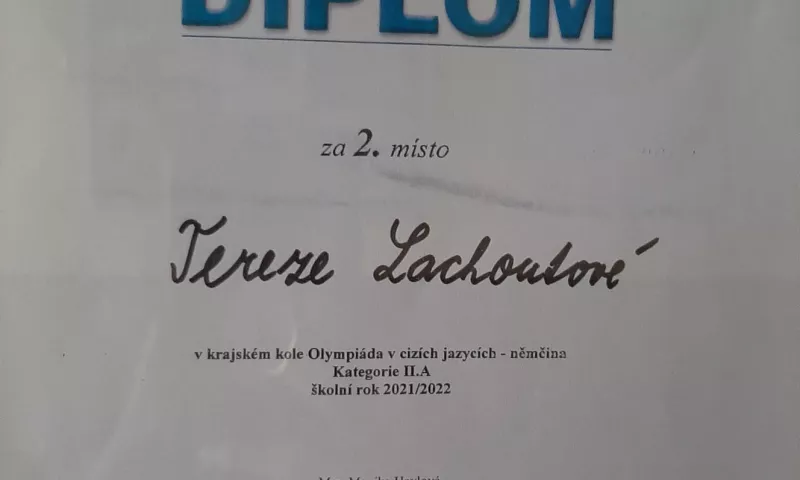 DIPLOM
za 2. místo
Tereze Lachoutové
v krajském kole Olympiáda v cizích jazycích - němčina
Kategorie II.A
školní rok 2021/2022